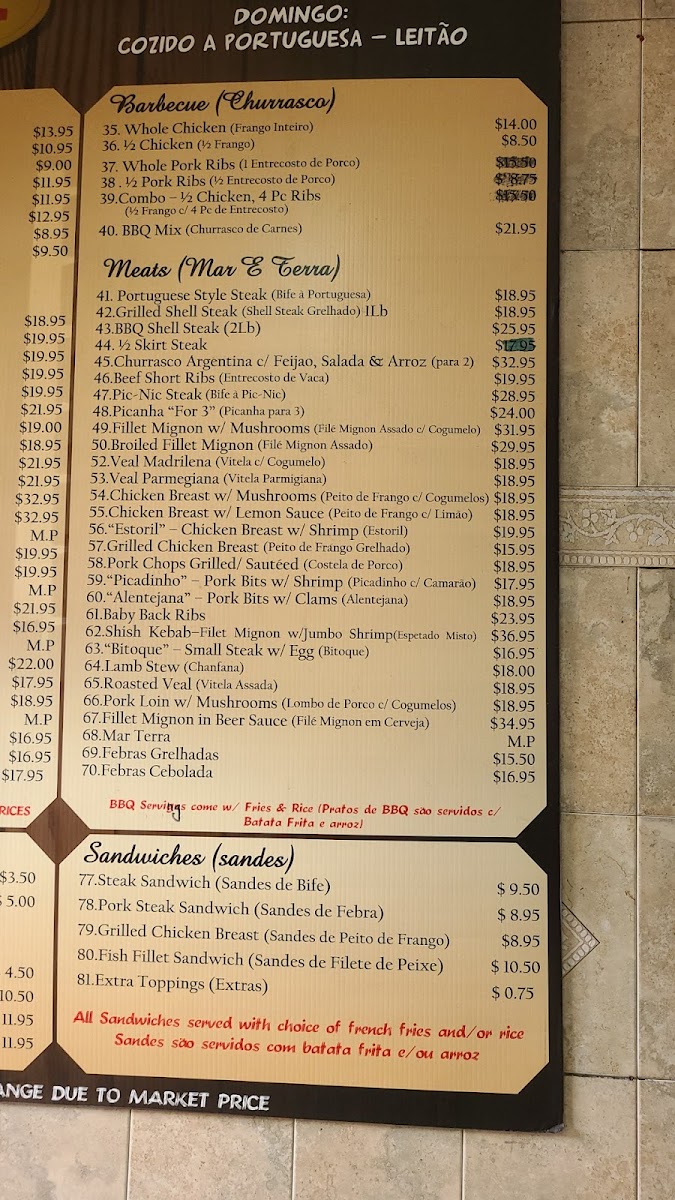 DOMINGO:
COZIDO A PORTUGUESA – LEITÃO
$13.95
$10.95
$9.00
$11.95
$11.95
$12.95
$8.95
$9.50
$18.95
$19.95
$19.95
$19.95
$19.95
$21.95
$19.00
$18.95
$21.95
$21.95
$32.95
$32.95
M.P
$19.95
$19.95
M.P
$21.95
$16.95
M.P
$22.00
$17.95
$18.95
M.P
$16.95
$16.95
$17.95
RICES
$3.50
$ 5.00
4.50
10.50
11.95
11.95
Barbecue (Churrasco)
35. Whole Chicken (Frango Inteiro) $14.00
36. ½ Chicken (½ Frango) $8.50
37. Whole Pork Ribs (1 Entrecosto de Porco)
38 . ½ Pork Ribs (½ Entrecosto de Porco) $ 8.75
39.Combo – ½ Chicken, 4 Pc Ribs
(½ Frango c/ 4 Pc de Entrecosto)
40. BBQ Mix (Churrasco de Carnes) $21.95
Meats (Mar E Terra)
41. Portuguese Style Steak (Bife à Portuguesa) $18.95
42.Grilled Shell Steak (Shell Steak Grelhado) 1Lb $18.95
43.BBQ Shell Steak (2Lb) $25.95
44. ½ Skirt Steak $17.95
45.Churrasco Argentina c/ Feijao, Salada & Arroz (para 2) $32.95
46.Beef Short Ribs (Entrecosto de Vaca) $19.95
47.Pic-Nic Steak (Bife à Pic-Nic) $28.95
48.Picanha “For 3” (Picanha para 3) $24.00
49.Fillet Mignon w/ Mushrooms (Filé Mignon Assado c/ Cogumelo) $31.95
50.Broiled Fillet Mignon (Filé Mignon Assado) $29.95
52.Veal Madrilena (Vitela c/ Cogumelo) $18.95
53.Veal Parmegiana (Vitela Parmigiana) $18.95
54.Chicken Breast w/ Mushrooms (Peito de Frango c/ Cogumelos) $18.95
55.Chicken Breast w/ Lemon Sauce (Peito de Frango c/ Limão) $18.95
56.“Estoril” – Chicken Breast w/ Shrimp (Estoril) $19.95
57.Grilled Chicken Breast (Peito de Frango Grelhado) $15.95
58.Pork Chops Grilled/ Sautéed (Costela de Porco) $18.95
59.“Picadinho” – Pork Bits w/ Shrimp (Picadinho c/ Camarão) $17.95
60.“Alentejana” – Pork Bits w/ Clams (Alentejana) $18.95
61.Baby Back Ribs $23.95
62.Shish Kebab–Filet Mignon w/Jumbo Shrimp(Espetado Misto) $36.95
63.“Bitoque” – Small Steak w/ Egg (Bitoque) $16.95
64.Lamb Stew (Chanfana) $18.00
65.Roasted Veal (Vitela Assada) $18.95
66.Pork Loin w/ Mushrooms (Lombo de Porco c/ Cogumelos) $18.95
67.Fillet Mignon in Beer Sauce (Filé Mignon em Cerveja) $34.95
68.Mar Terra M.P
69.Febras Grelhadas $15.50
70.Febras Cebolada $16.95
BBQ Servings come w/ Fries & Rice (Pratos de BBQ são servidos c/
Batata Frita e arroz)
Sandwiches (sandes)
77.Steak Sandwich (Sandes de Bife) $ 9.50
78.Pork Steak Sandwich (Sandes de Febra) $ 8.95
79.Grilled Chicken Breast (Sandes de Peito de Frango) $8.95
80.Fish Fillet Sandwich (Sandes de Filete de Peixe) $ 10.50
81.Extra Toppings (Extras) $ 0.75
All Sandwiches served with choice of french fries and/or rice
Sandes são servidos com batata frita e/ou arroz
ANGE DUE TO MARKET PRICE